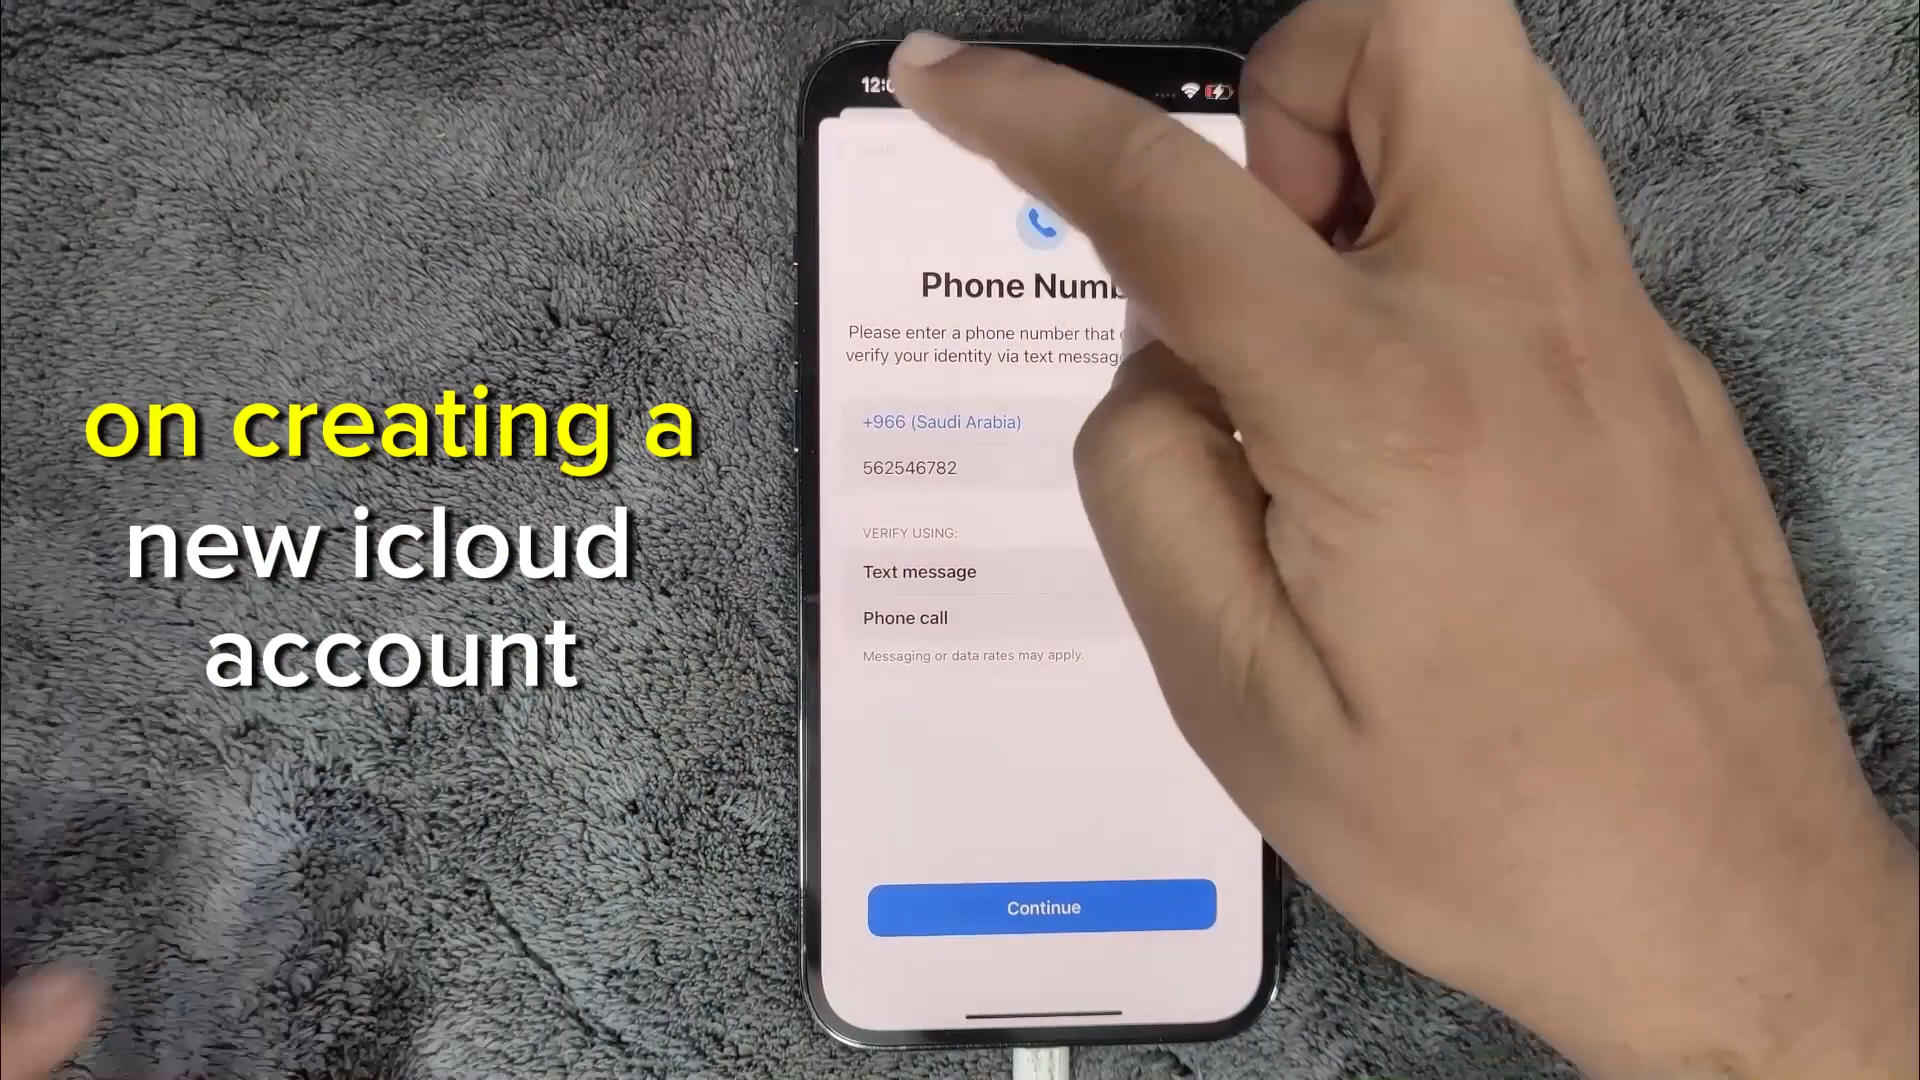 Phone Numb
Please enter a phone number that
verify your identity via text messag
+966 (Saudi Arabia)
562546782
VERIFY USING:
Text message
Phone call
Messaging or data rates may apply.
Continue
on creating a
new icloud
account